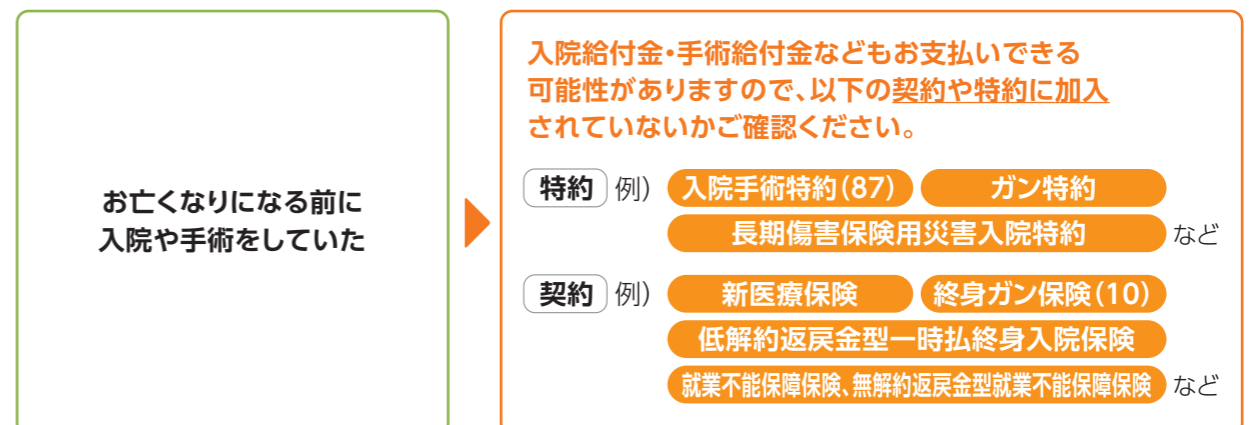 お亡くなりになる前に
入院や手術をしていた
入院給付金・手術給付金などもお支払いできる
可能性がありますので、以下の契約や特約に加入
されていないかご確認ください。
特約 例) 入院手術特約(87) ガン特約
長期傷害保険用災害入院特約 など
契約 例) 新医療保険 終身ガン保険(10)
低解約返戻金型一時払終身入院保険
就業不能保障保険、無解約返戻金型就業不能保障保険 など